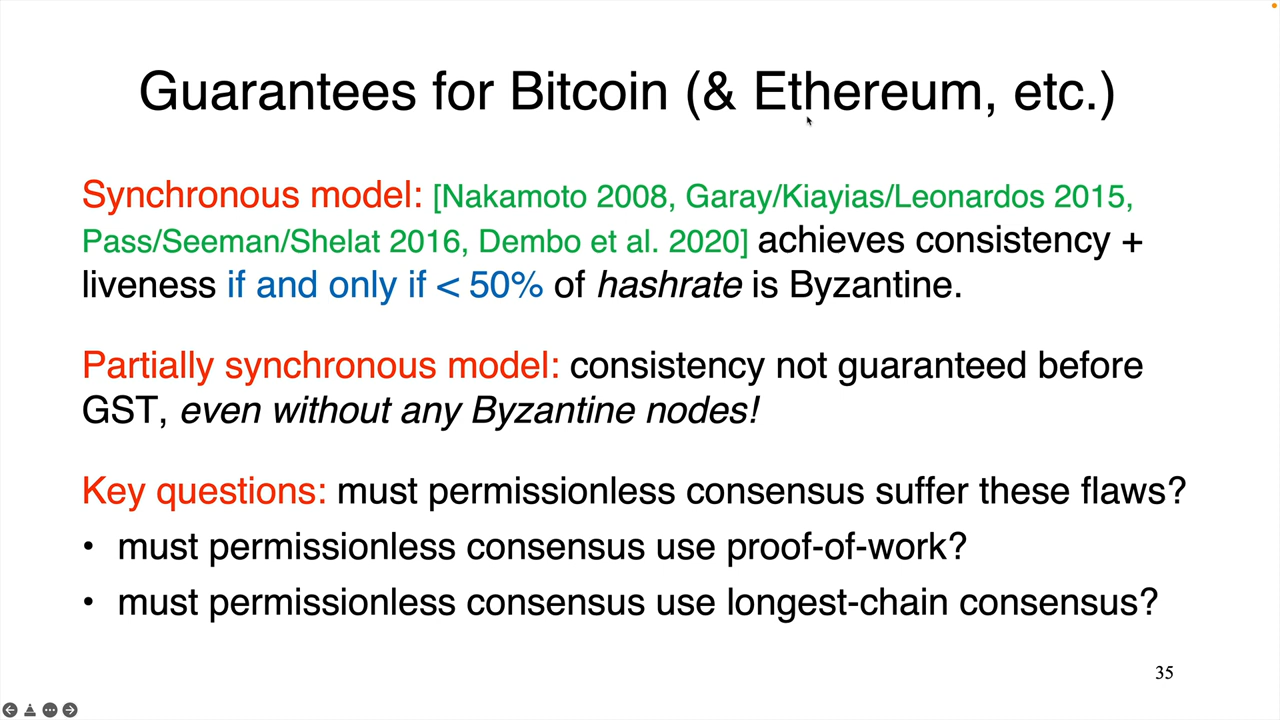 Guarantees for Bitcoin (& Ethereum, etc.)
Synchronous model: [Nakamoto 2008, Garay/Kiayias/Leonardos 2015,
Pass/Seeman/Shelat 2016, Dembo et al. 2020] achieves consistency +
liveness if and only if < 50% of hashrate is Byzantine.
Partially synchronous model: consistency not guaranteed before
GST, even without any Byzantine nodes!
Key questions: must permissionless consensus suffer these flaws?
• must permissionless consensus use proof-of-work?
• must permissionless consensus use longest-chain consensus?
35